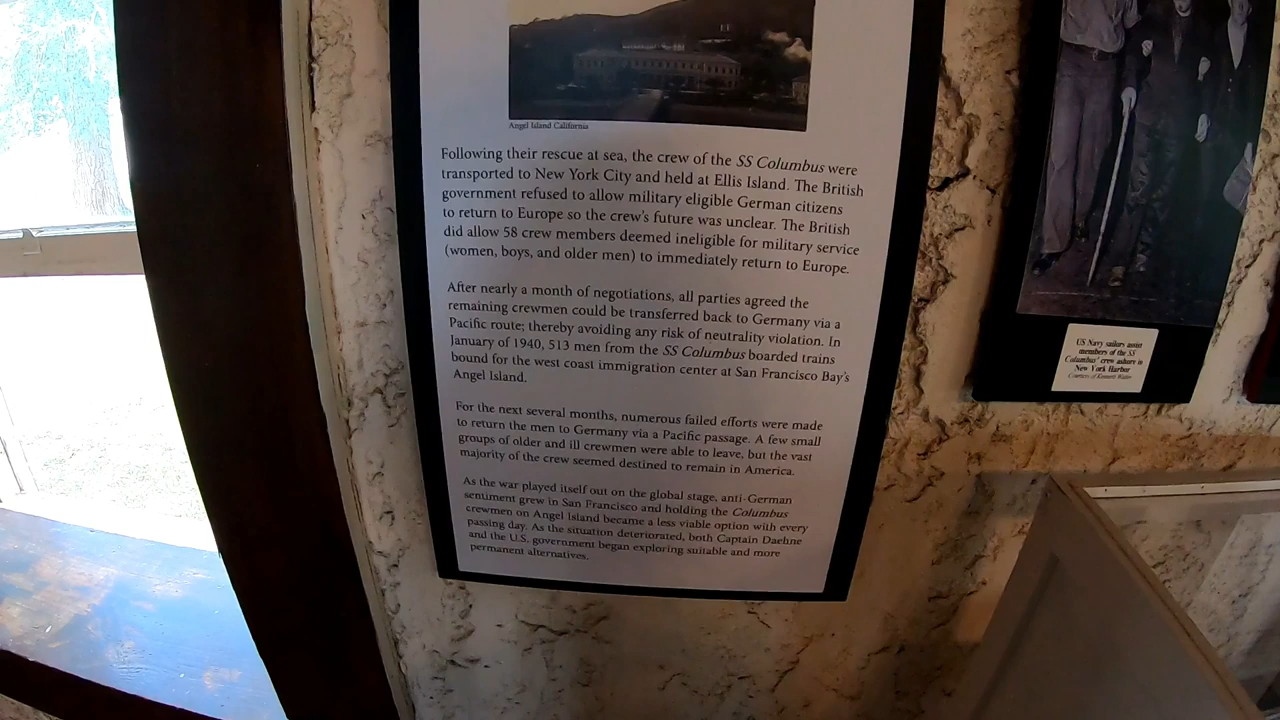 Angel Island California
Following their rescue at sea, the crew of the SS Columbus were
transported to New York City and held at Ellis Island. The British
government refused to allow military eligible German citizens
to return to Europe so the crew's future was unclear. The British
did allow 58 crew members deemed ineligible for military service
(women, boys, and older men) to immediately return to Europe.
After nearly a month of negotiations, all parties agreed the
remaining crewmen could be transferred back to Germany via a
Pacific route; thereby avoiding any risk of neutrality violation. In
January of 1940, 513 men from the SS Columbus boarded trains
bound for the west coast immigration center at San Francisco Bay's
Angel Island.
For the next several months, numerous failed efforts were made
to return the men to Germany via a Pacific passage. A few small
groups of older and ill crewmen were able to leave, but the vast
majority of the crew seemed destined to remain in America.
As the war played itself out on the global stage, anti-German
sentiment grew in San Francisco and holding the Columbus
crewmen on Angel Island became a less viable option with every
passing day. As the situation deteriorated, both Captain Daehne
and the U.S. government began exploring suitable and more
permanent alternatives.
US Navy sailors assist
members of the SS
Columbus' crew ashore in
New York Harbor
Courtesy of Kenneth